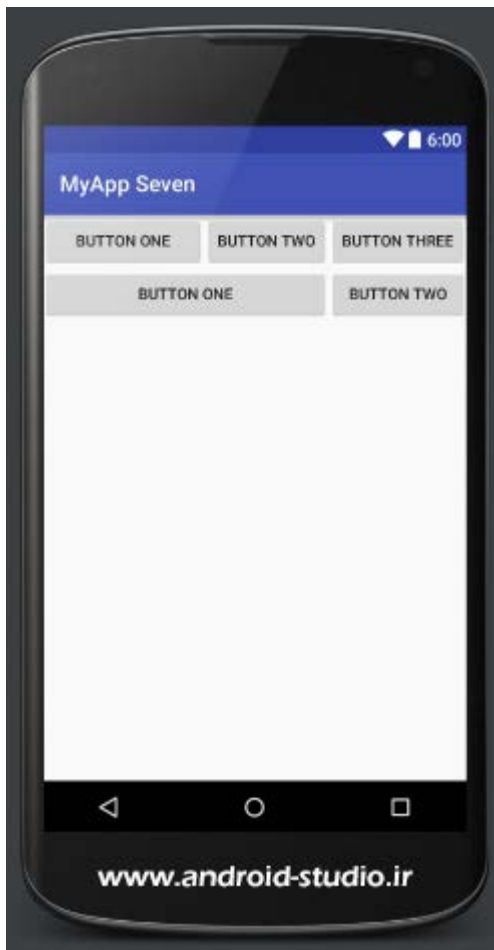 6:00
MyApp Seven
BUTTON ONE BUTTON TWO BUTTON THREE
BUTTON ONE BUTTON TWO
www.android-studio.ir